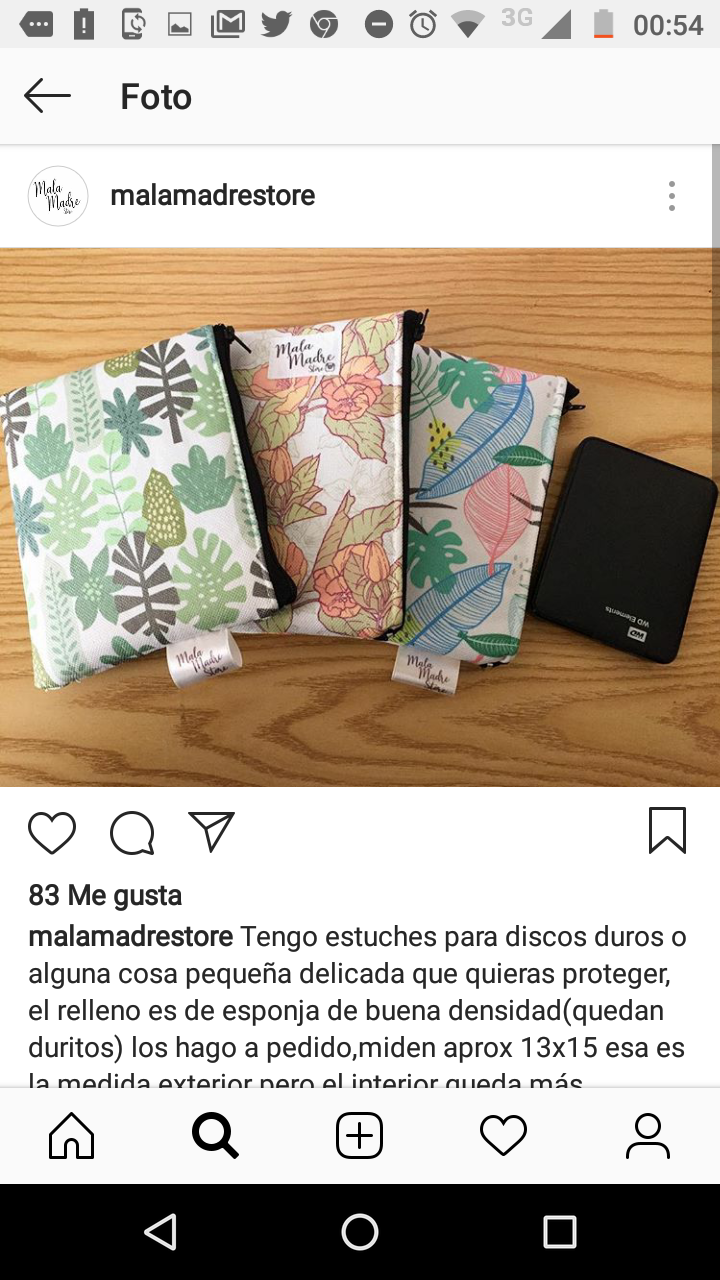 3G 00:54
Foto
Mala
Madre
Store
malamadrestore
Mala
Madre
Store
WD Elements
WD
Mala
Madre
Store
Mala
Madre
Store
83 Me gusta
malamadrestore Tengo estuches para discos duros o
alguna cosa pequeña delicada que quieras proteger,
el relleno es de esponja de buena densidad(quedan
duritos) los hago a pedido,miden aprox 13x15 esa es
la medida exterior pero el interior queda más